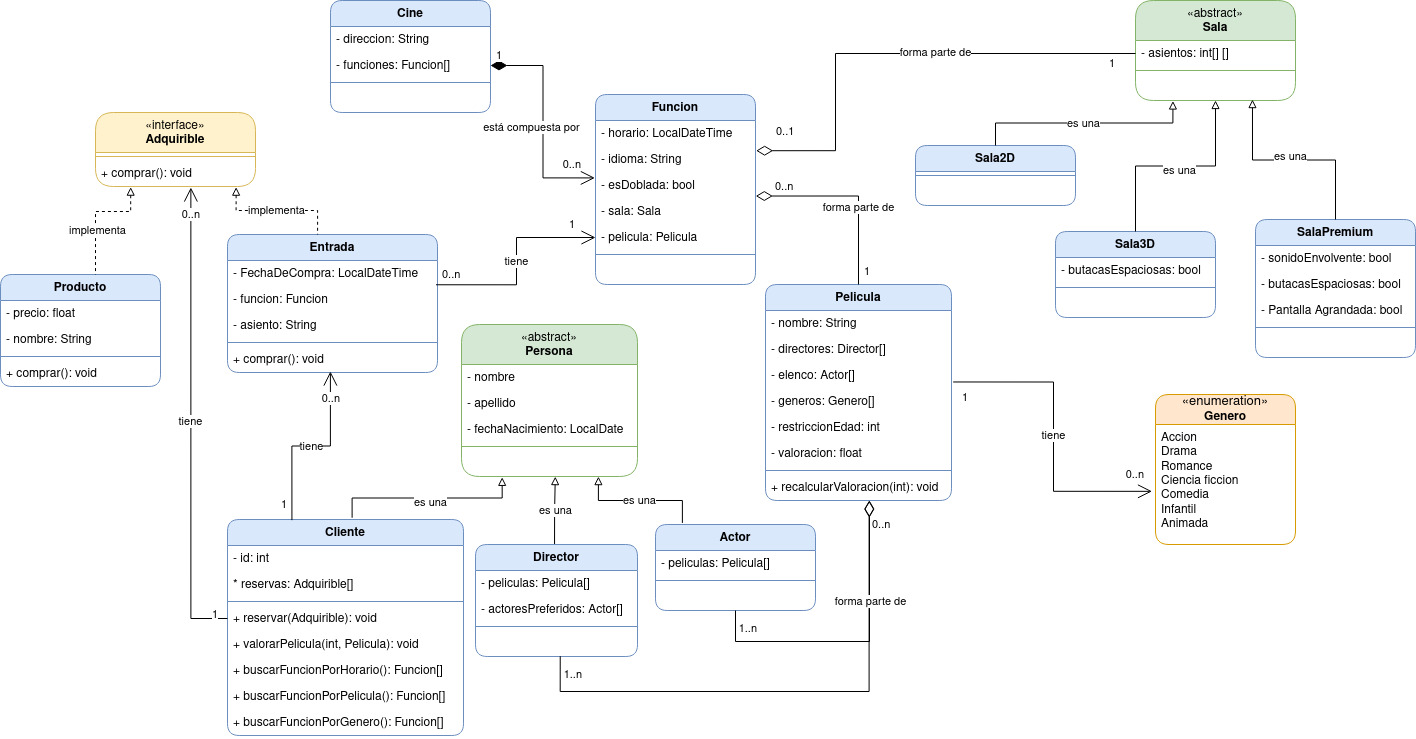 Cine
- direccion: String
- funciones: Funcion[]
1
está compuesta por
0..n
«abstract»
Sala
- asientos: int[] []
forma parte de
1
0..1
Funcion
- horario: LocalDateTime
- idioma: String
- esDoblada: bool
- sala: Sala
- pelicula: Pelicula
«interface»
Adquirible
+ comprar(): void
es una
Sala2D
es una
es una
Sala3D
- butacasEspaciosas: bool
SalaPremium
- sonidoEnvolvente: bool
- butacasEspaciosas: bool
- Pantalla Agrandada: bool
0..n
forma parte de
1
implementa
0..n
implementa
Producto
- precio: float
- nombre: String
+ comprar(): void
Entrada
- FechaDeCompra: LocalDateTime
- funcion: Funcion
- asiento: String
+ comprar(): void
0..n
tiene
1
Pelicula
- nombre: String
- directores: Director[]
- elenco: Actor[]
- generos: Genero[]
- restriccionEdad: int
- valoracion: float
+ recalcularValoracion(int): void
«abstract»
Persona
- nombre
- apellido
- fechaNacimiento: LocalDate
1
tiene
0..n
«enumeration»
Genero
Accion
Drama
Romance
Ciencia ficcion
Comedia
Infantil
Animada
tiene
0..n
tiene
1
es una
es una
es una
0..n
Cliente
- id: int
* reservas: Adquirible[]
+ reservar(Adquirible): void
+ valorarPelicula(int, Pelicula): void
+ buscarFuncionPorHorario(): Funcion[]
+ buscarFuncionPorPelicula(): Funcion[]
+ buscarFuncionPorGenero(): Funcion[]
1
Director
- peliculas: Pelicula[]
- actoresPreferidos: Actor[]
Actor
- peliculas: Pelicula[]
forma parte de
1..n
1..n